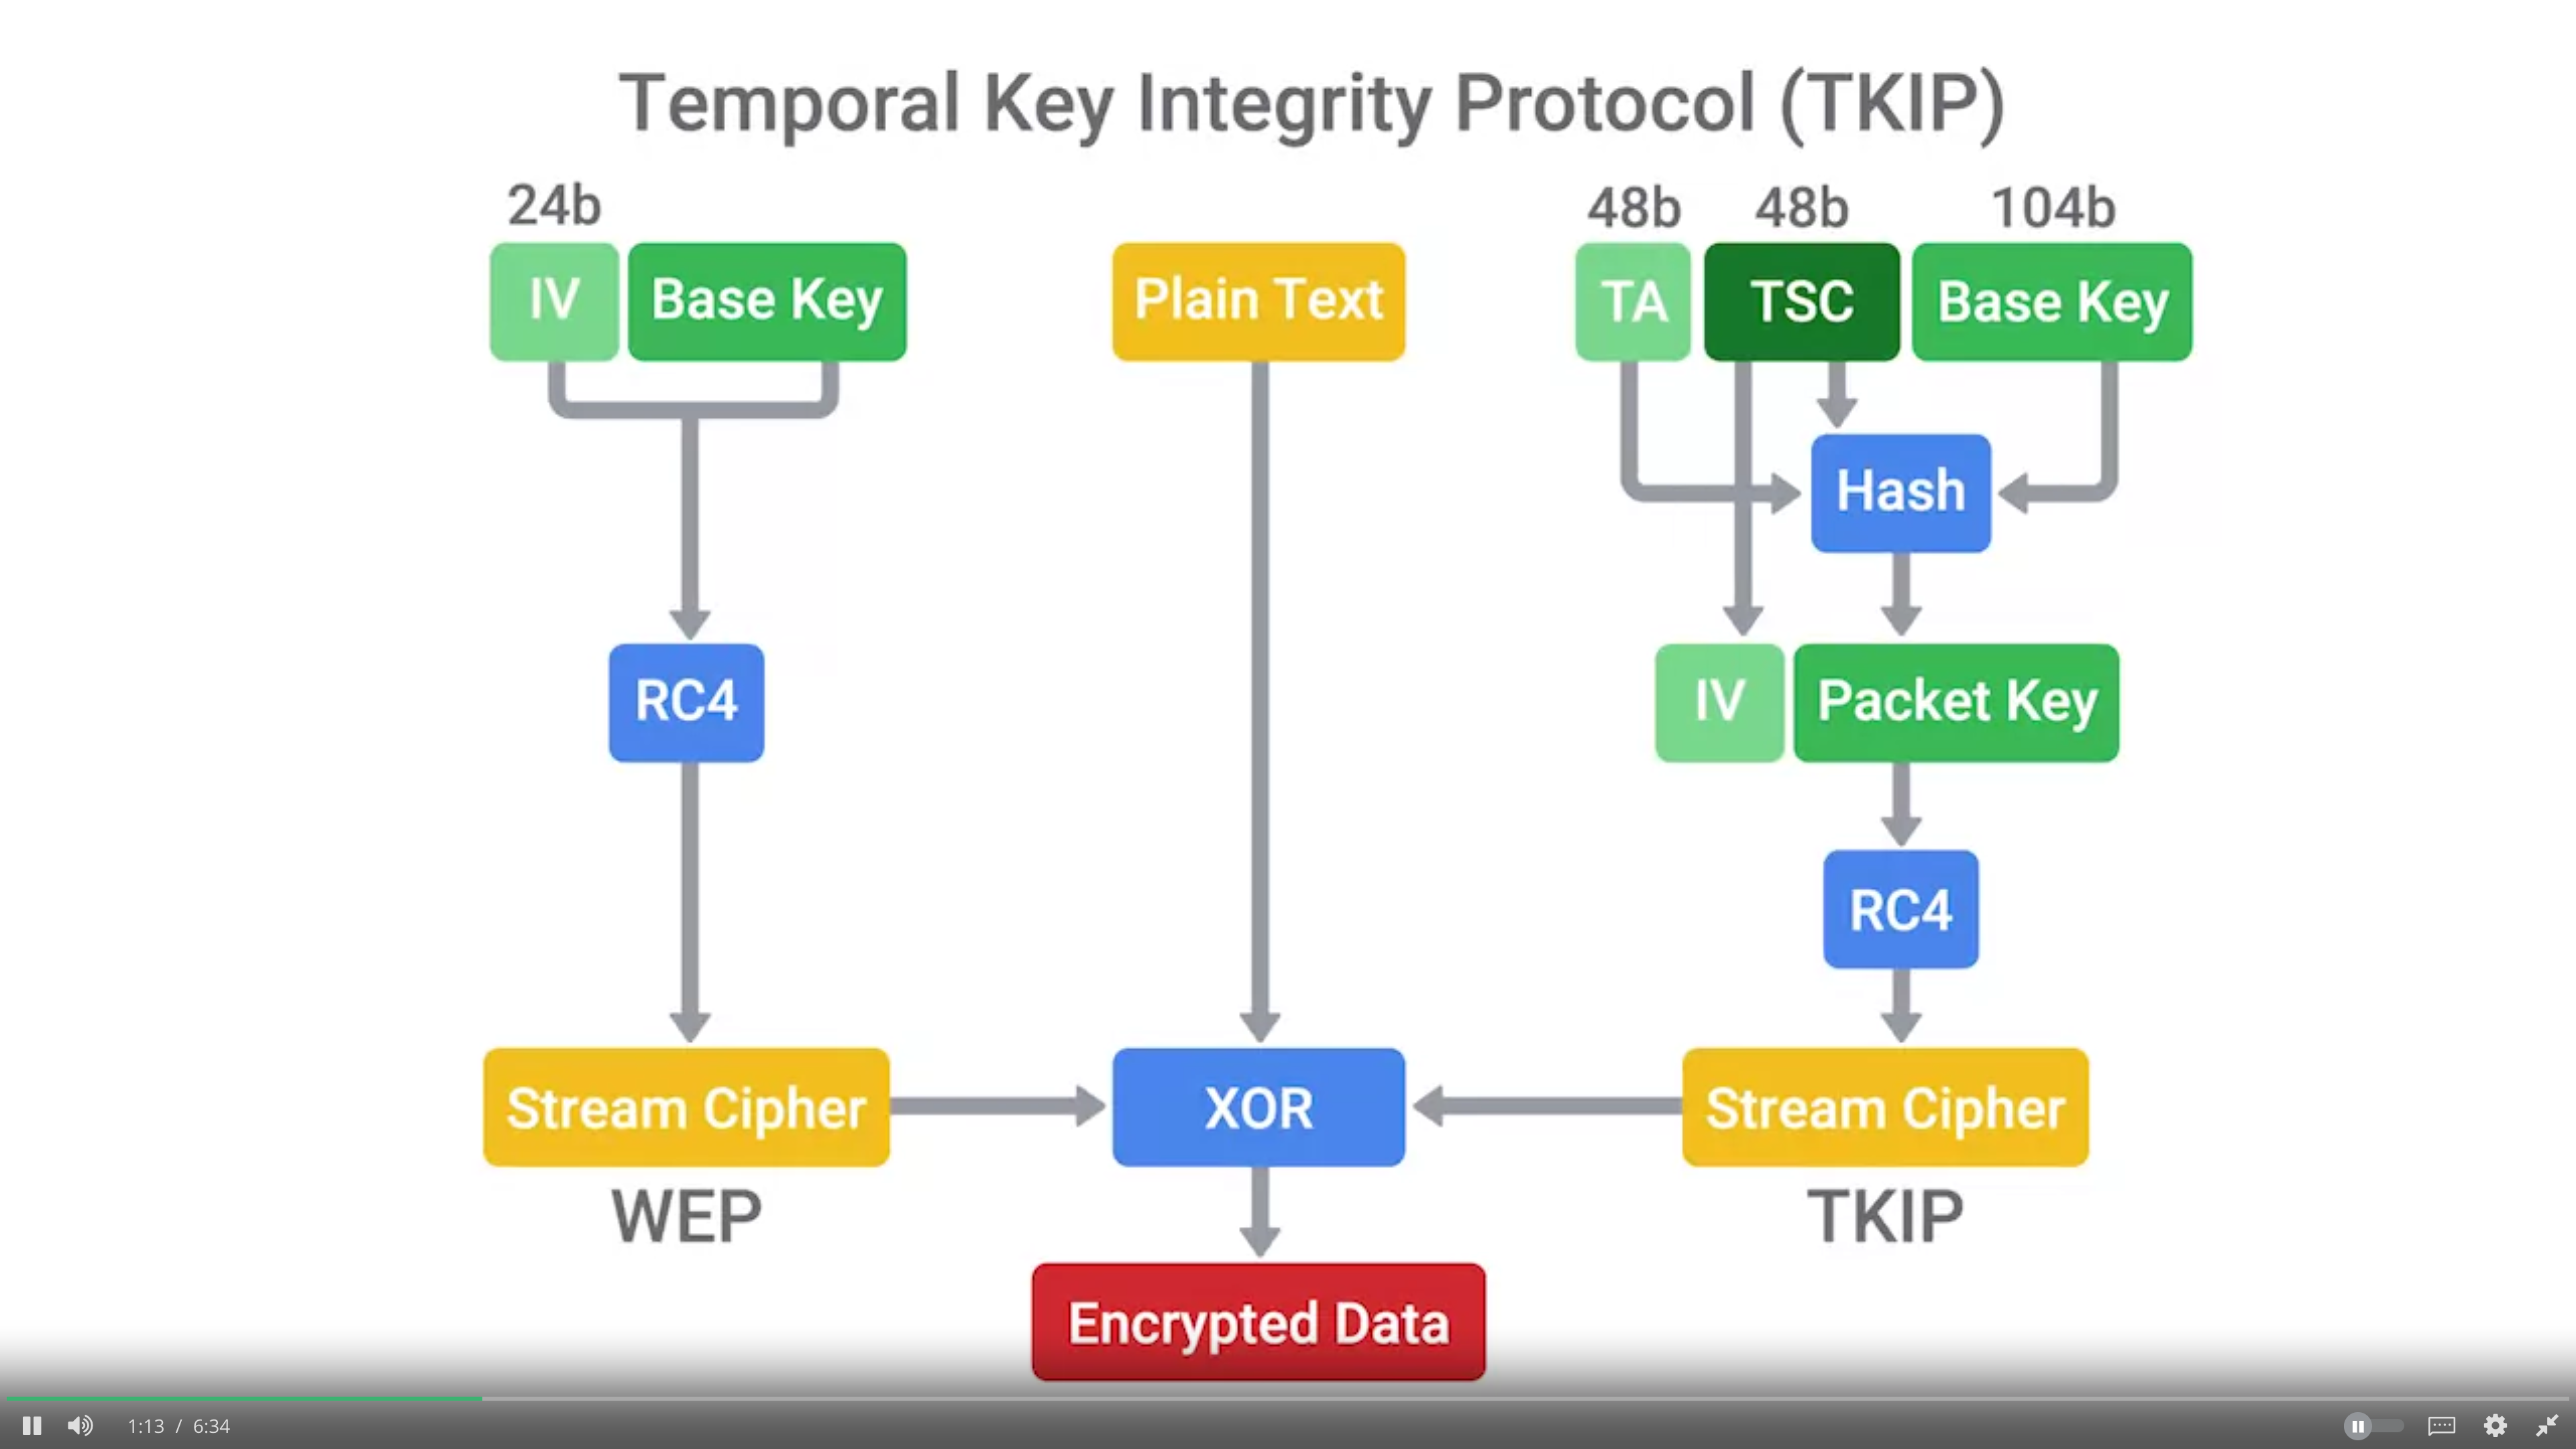 Temporal Key Integrity Protocol (TKIP)
24b
48b 48b 104b
IV Base Key
Plain Text
TA TSC Base Key
Hash
RC4
IV Packet Key
RC4
Stream Cipher
XOR
Stream Cipher
WEP
TKIP
Encrypted Data
1:13 / 6:34